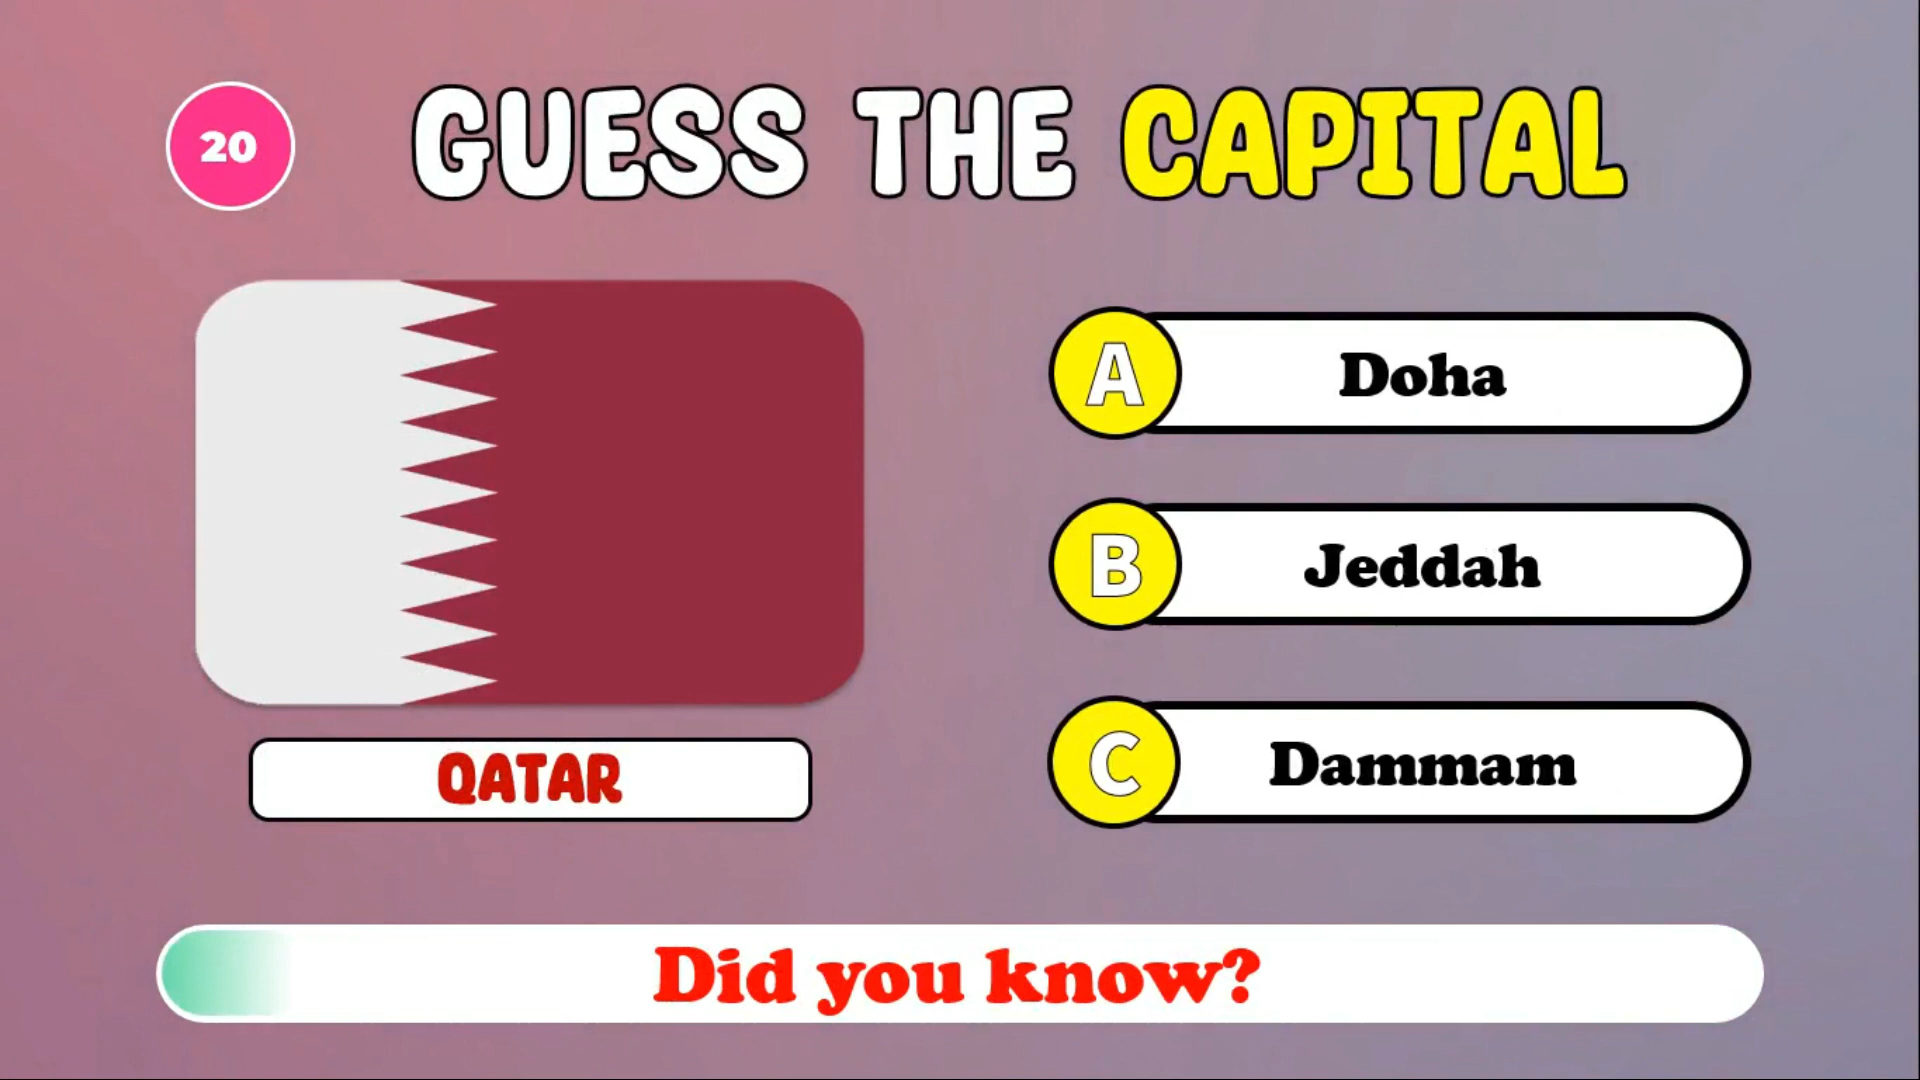 20
GUESS THE CAPITAL
A
Doha
B
Jeddah
C
Dammam
QATAR
Did you know?